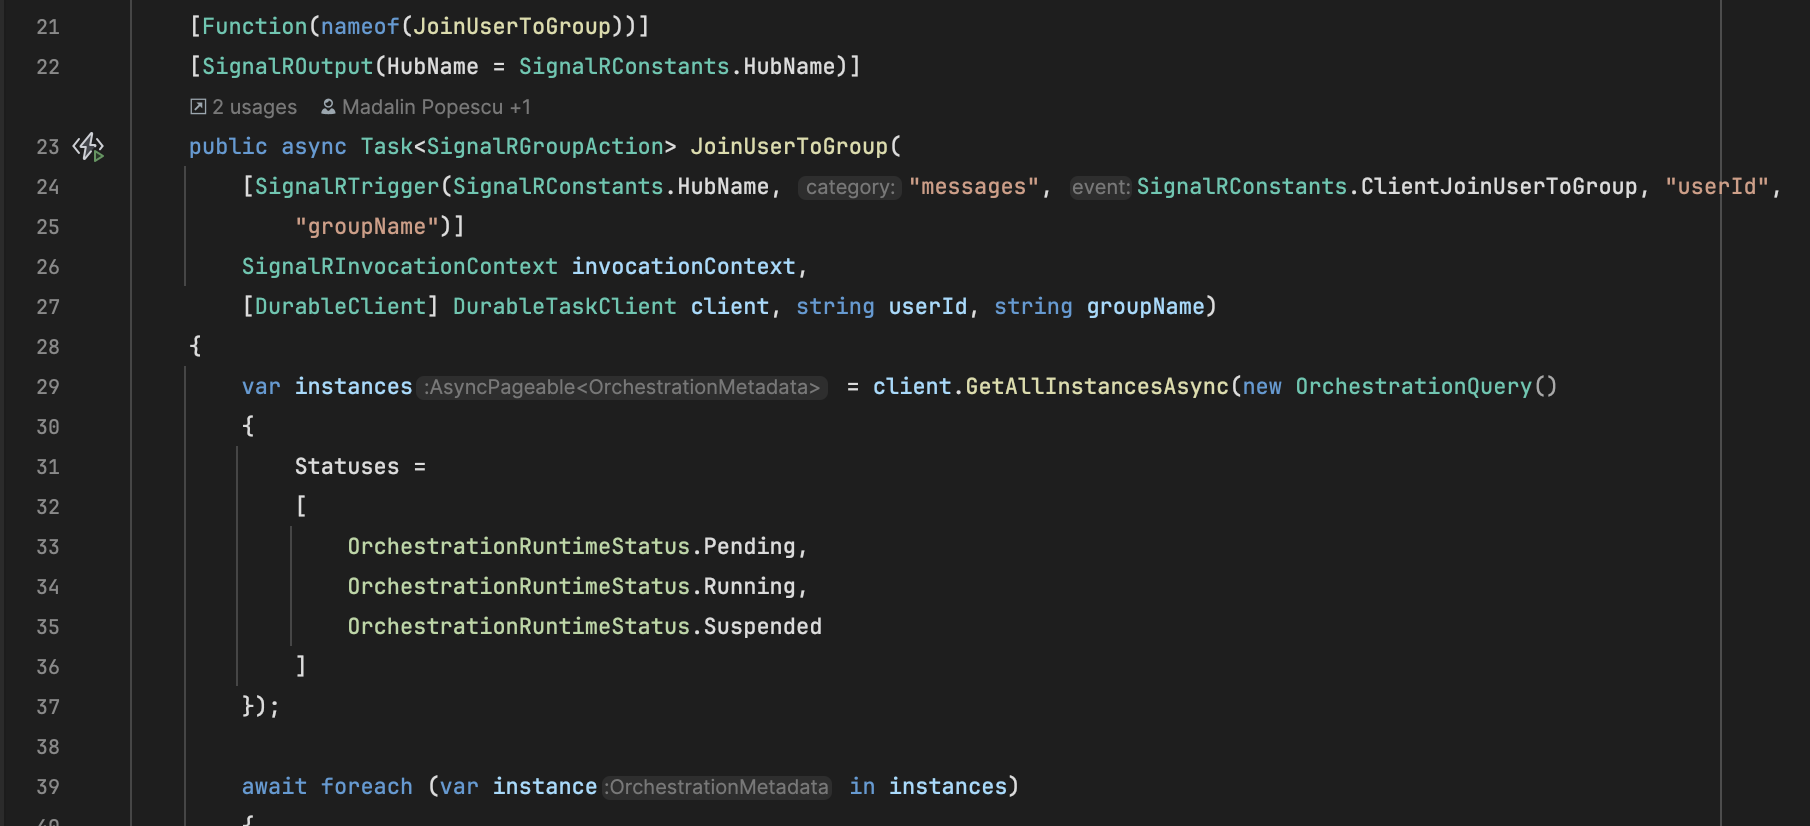 21 [Function(nameof(JoinUserToGroup))]
22 [SignalROutput(HubName = SignalRConstants.HubName)]
2 usages Madalin Popescu +1
23 public async Task<SignalRGroupAction> JoinUserToGroup(
24 [SignalRTrigger(SignalRConstants.HubName, category: "messages", event: SignalRConstants.ClientJoinUserToGroup, "userId",
25 "groupName")]
26 SignalRInvocationContext invocationContext,
27 [DurableClient] DurableTaskClient client, string userId, string groupName)
28 {
29 var instances :AsyncPageable<OrchestrationMetadata> = client.GetAllInstancesAsync(new OrchestrationQuery()
30 {
31 Statuses =
32 [
33 OrchestrationRuntimeStatus.Pending,
34 OrchestrationRuntimeStatus.Running,
35 OrchestrationRuntimeStatus.Suspended
36 ]
37 });
38
39 await foreach (var instance :OrchestrationMetadata in instances)
40 {